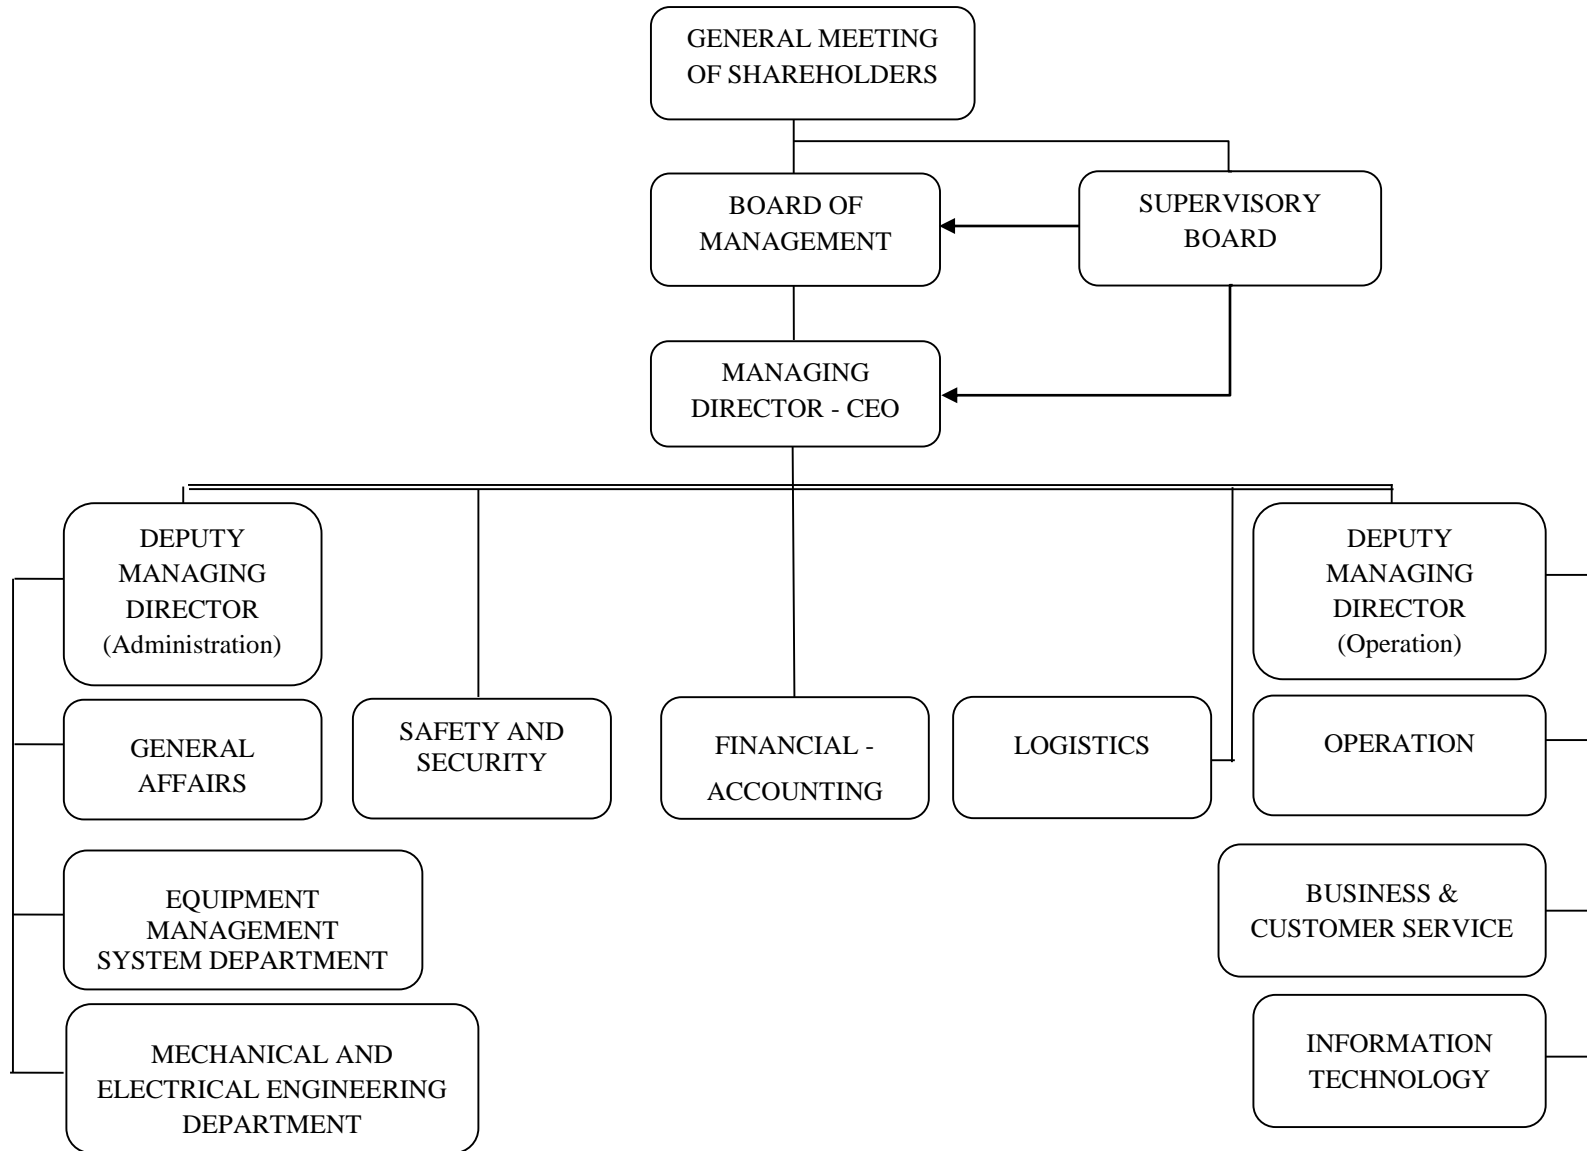 GENERAL MEETING
OF SHAREHOLDERS
BOARD OF
MANAGEMENT
SUPERVISORY
BOARD
MANAGING
DIRECTOR - CEO
DEPUTY
MANAGING
DIRECTOR
(Administration)
DEPUTY
MANAGING
DIRECTOR
(Operation)
GENERAL
AFFAIRS
SAFETY AND
SECURITY
FINANCIAL -
ACCOUNTING
LOGISTICS
OPERATION
EQUIPMENT
MANAGEMENT
SYSTEM DEPARTMENT
BUSINESS &
CUSTOMER SERVICE
MECHANICAL AND
ELECTRICAL ENGINEERING
DEPARTMENT
INFORMATION
TECHNOLOGY